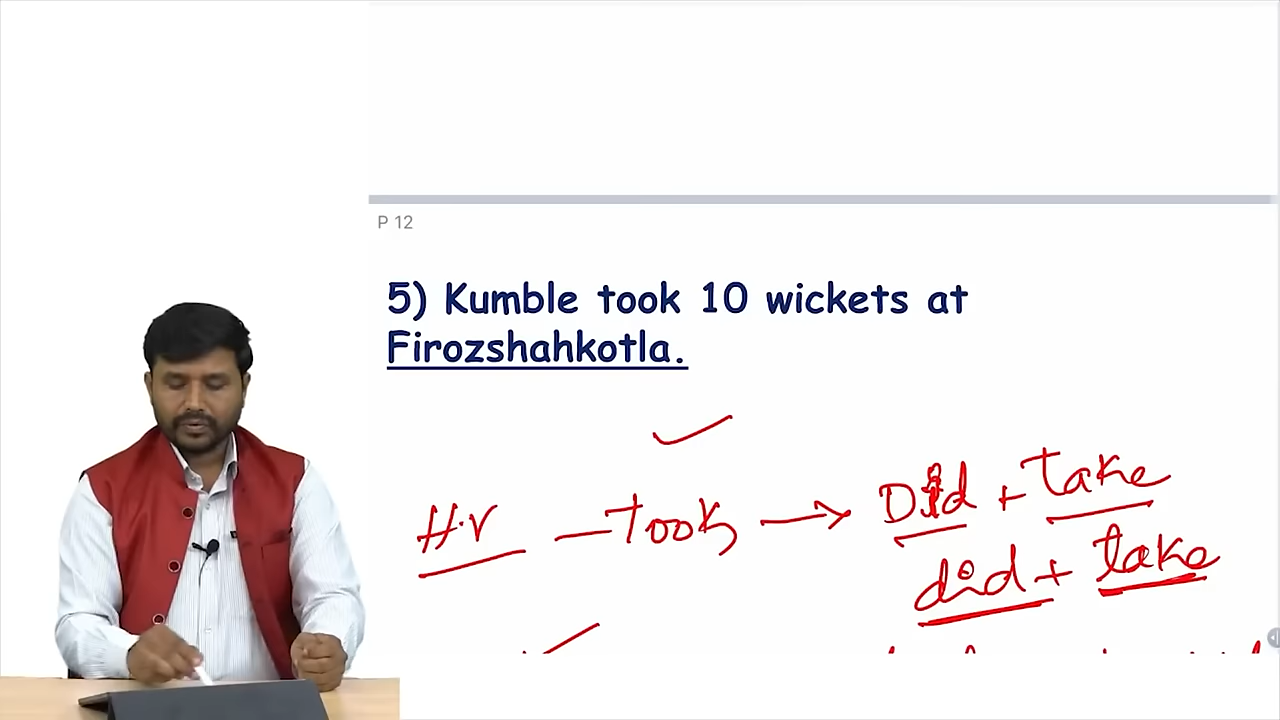 P 12
5) Kumble took 10 wickets at
Firozshahkotla.
H.V — Took → Did + take
did + take